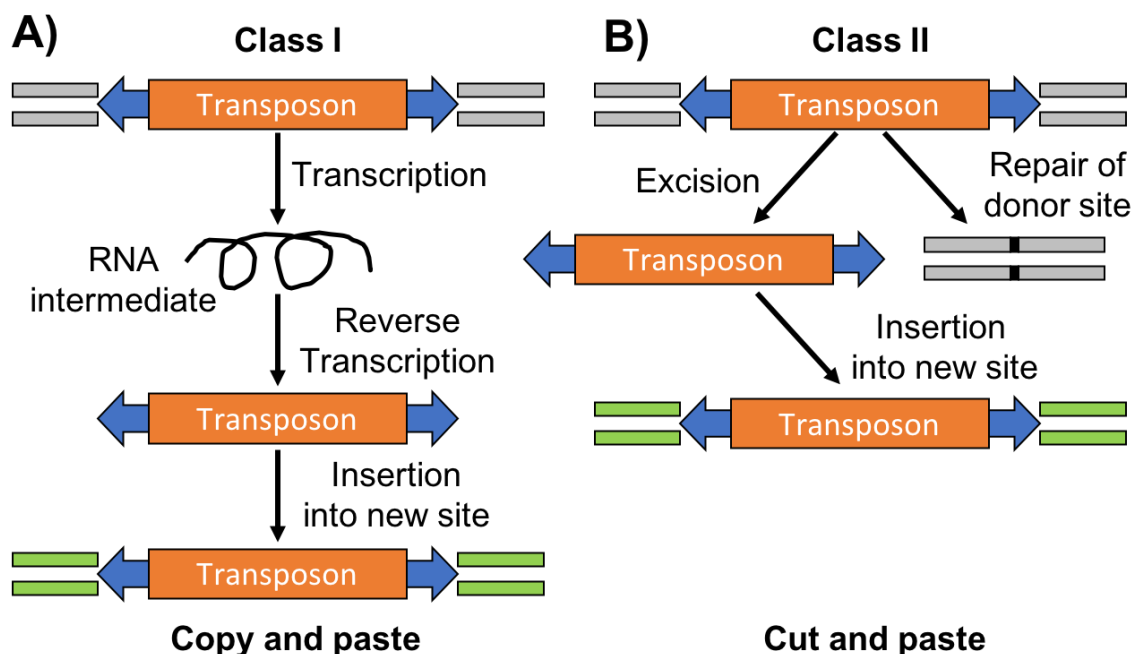 A)
Class I
Transposon
Transcription
RNA
intermediate
Reverse
Transcription
Transposon
Insertion
into new site
Transposon
Copy and paste
B)
Class II
Transposon
Excision
Repair of
donor site
Transposon
Insertion
into new site
Transposon
Cut and paste